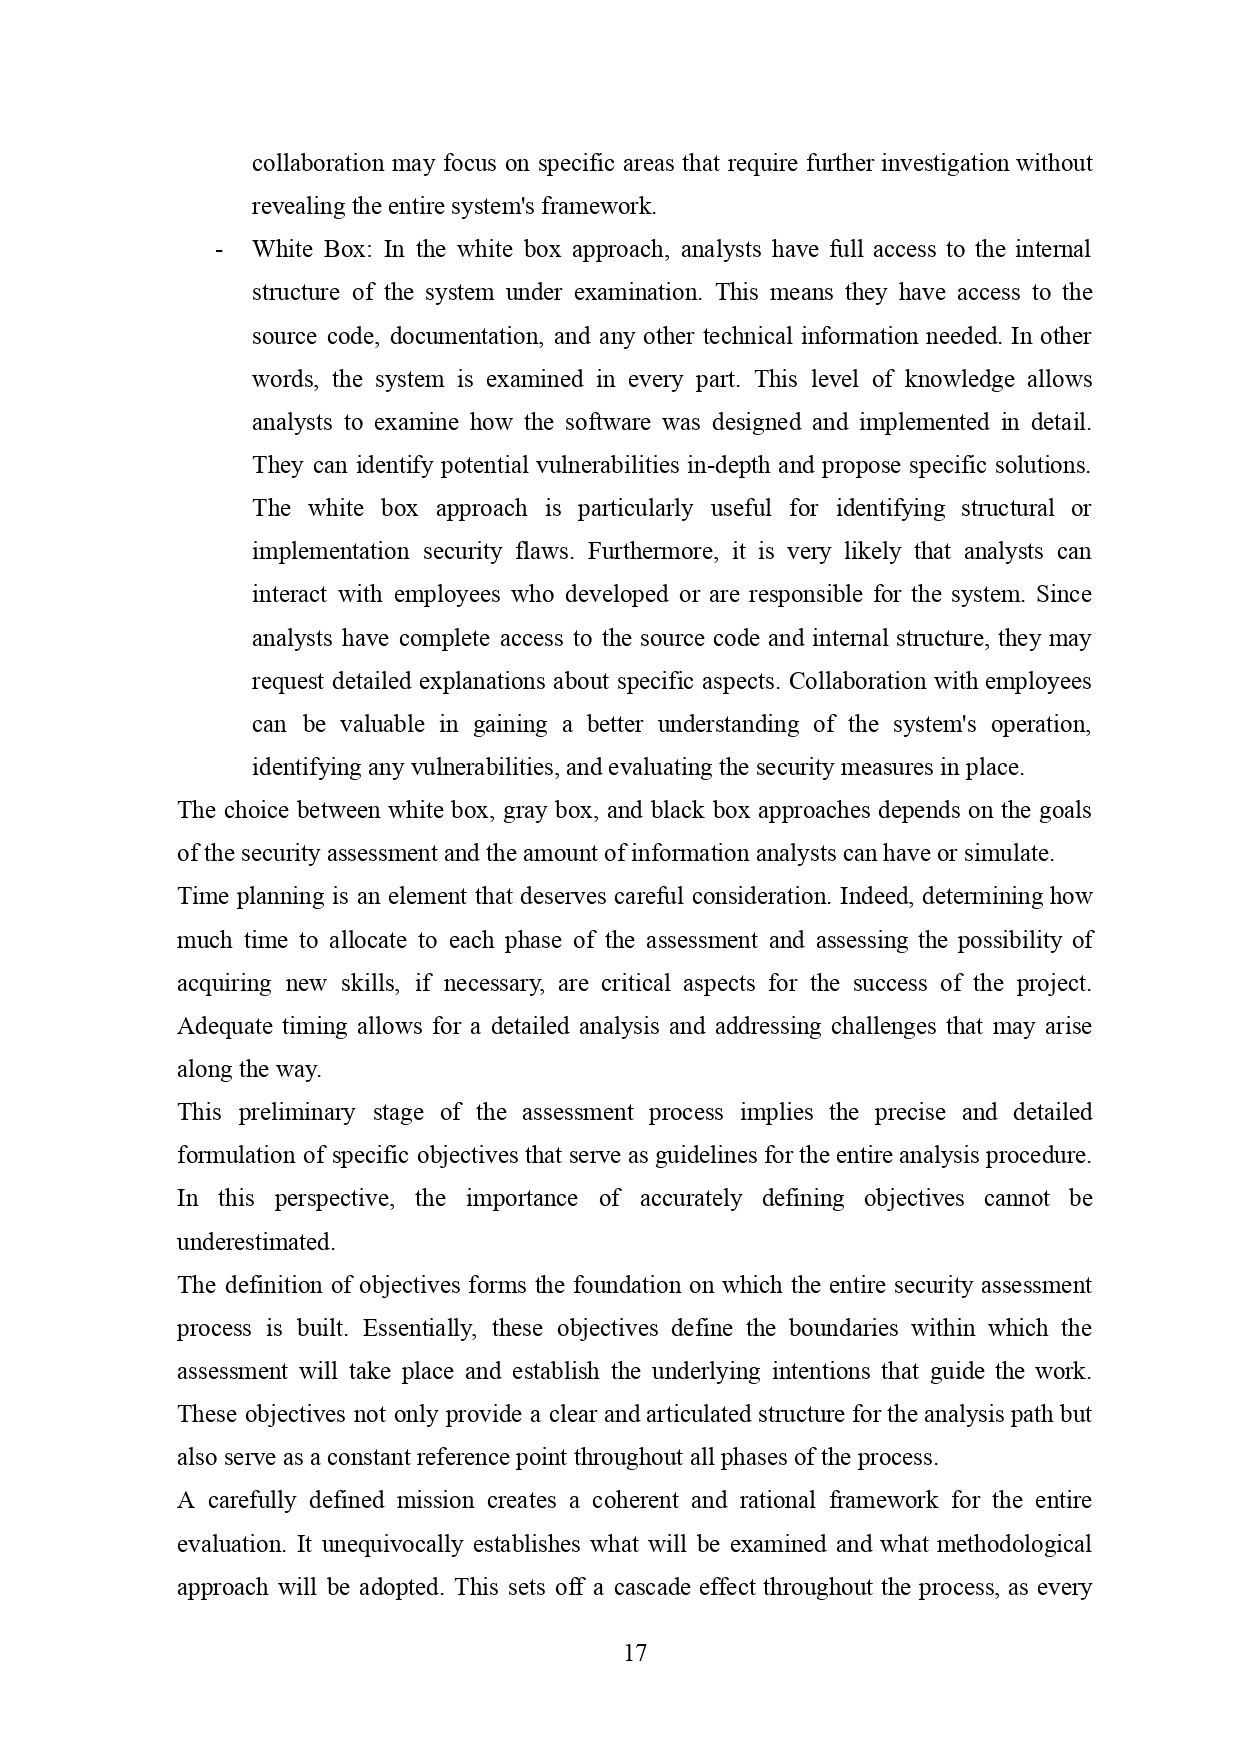 collaboration may focus on specific areas that require further investigation without
revealing the entire system's framework.
- White Box: In the white box approach, analysts have full access to the internal
structure of the system under examination. This means they have access to the
source code, documentation, and any other technical information needed. In other
words, the system is examined in every part. This level of knowledge allows
analysts to examine how the software was designed and implemented in detail.
They can identify potential vulnerabilities in-depth and propose specific solutions.
The white box approach is particularly useful for identifying structural or
implementation security flaws. Furthermore, it is very likely that analysts can
interact with employees who developed or are responsible for the system. Since
analysts have complete access to the source code and internal structure, they may
request detailed explanations about specific aspects. Collaboration with employees
can be valuable in gaining a better understanding of the system's operation,
identifying any vulnerabilities, and evaluating the security measures in place.
The choice between white box, gray box, and black box approaches depends on the goals
of the security assessment and the amount of information analysts can have or simulate.
Time planning is an element that deserves careful consideration. Indeed, determining how
much time to allocate to each phase of the assessment and assessing the possibility of
acquiring new skills, if necessary, are critical aspects for the success of the project.
Adequate timing allows for a detailed analysis and addressing challenges that may arise
along the way.
This preliminary stage of the assessment process implies the precise and detailed
formulation of specific objectives that serve as guidelines for the entire analysis procedure.
In this perspective, the importance of accurately defining objectives cannot be
underestimated.
The definition of objectives forms the foundation on which the entire security assessment
process is built. Essentially, these objectives define the boundaries within which the
assessment will take place and establish the underlying intentions that guide the work.
These objectives not only provide a clear and articulated structure for the analysis path but
also serve as a constant reference point throughout all phases of the process.
A carefully defined mission creates a coherent and rational framework for the entire
evaluation. It unequivocally establishes what will be examined and what methodological
approach will be adopted. This sets off a cascade effect throughout the process, as every
17